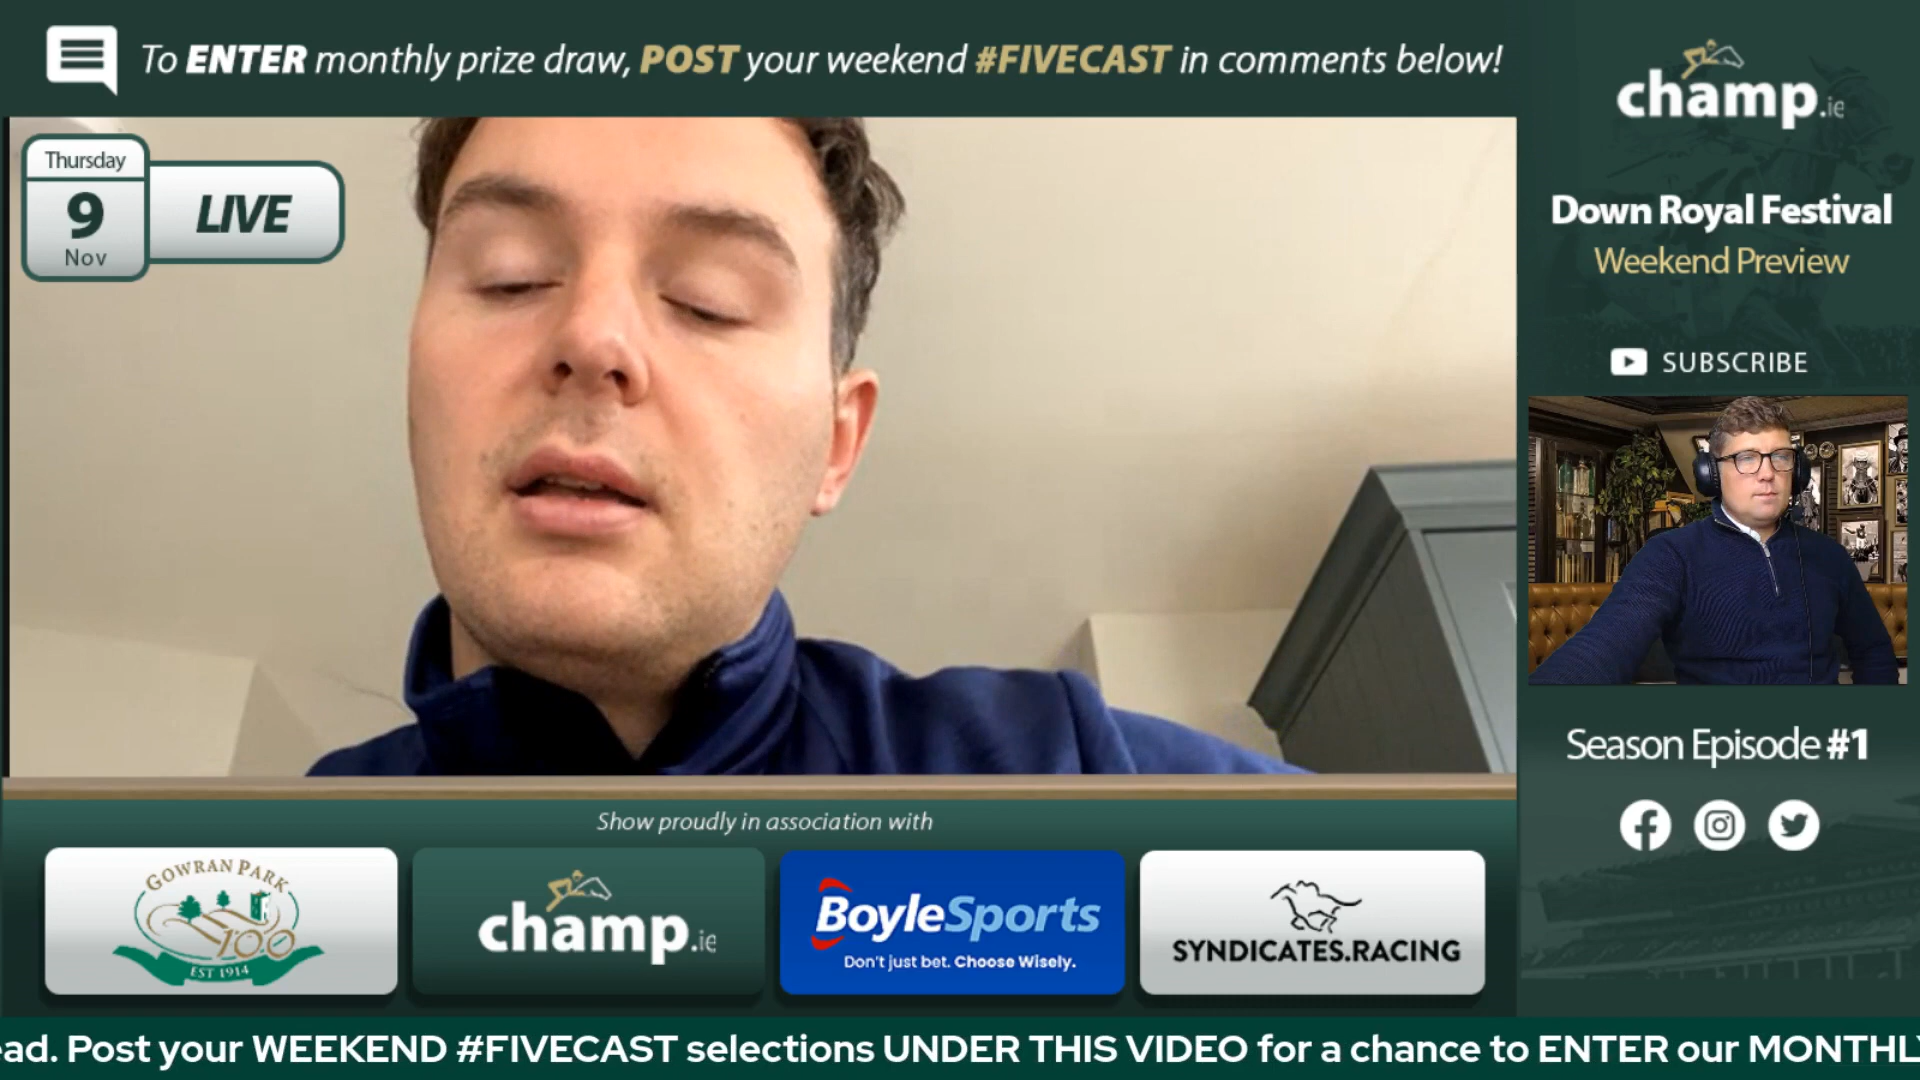 To ENTER monthly prize draw, POST your weekend #FIVECAST in comments below!
champ.ie
Thursday
9
Nov
LIVE
Down Royal Festival
Weekend Preview
SUBSCRIBE
Season Episode #1
Show proudly in association with
GOWRAN PARK
100
EST 1914
champ.ie
BoyleSports
Don't just bet. Choose Wisely.
SYNDICATES.RACING
ead. Post your WEEKEND #FIVECAST selections UNDER THIS VIDEO for a chance to ENTER our MONTHLY